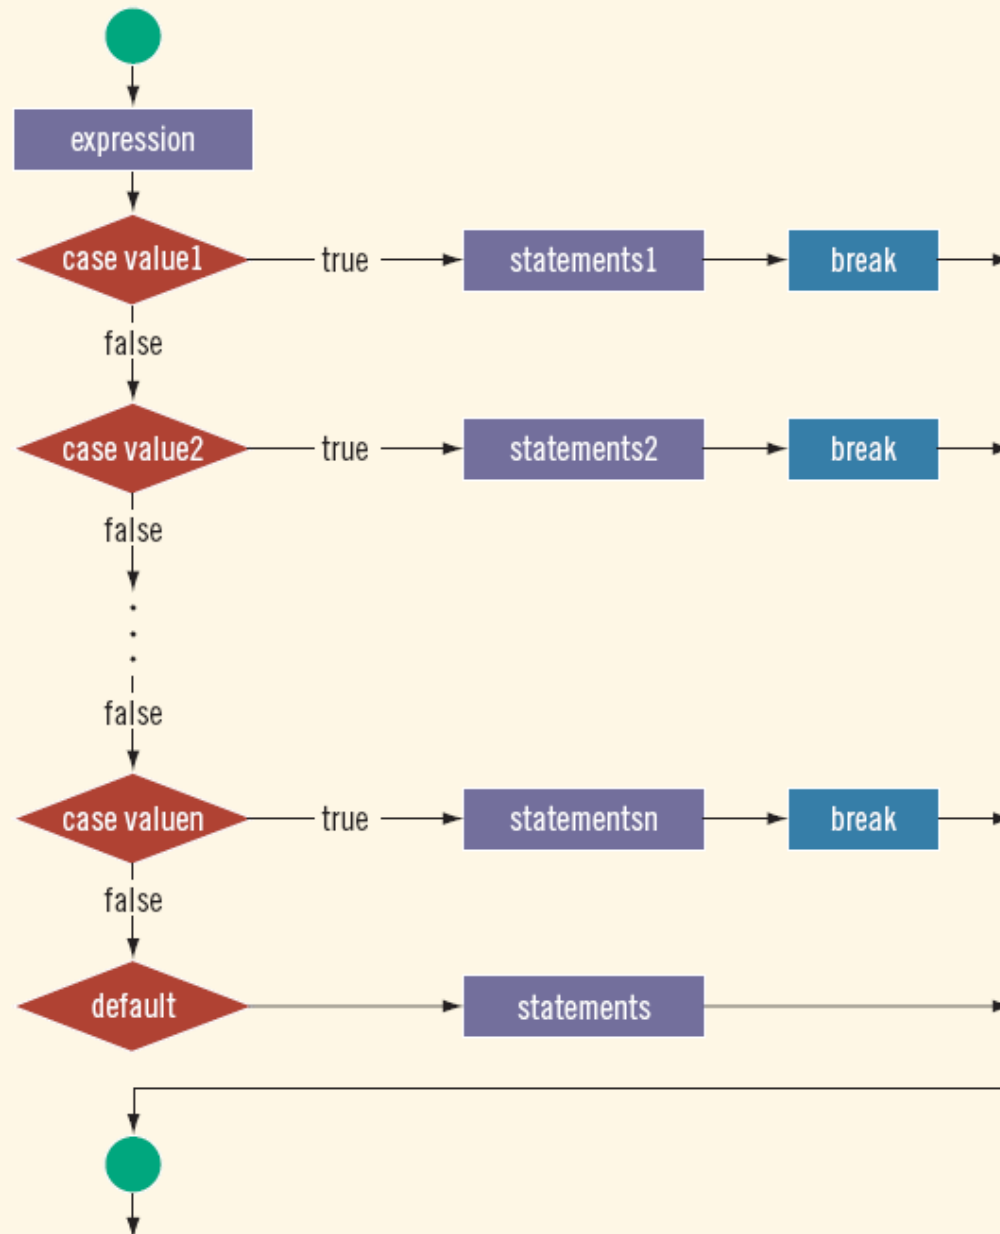 expression
case value1 true statements1 break
false
case value2 true statements2 break
false
false
case valuen true statementsn break
false
default statements